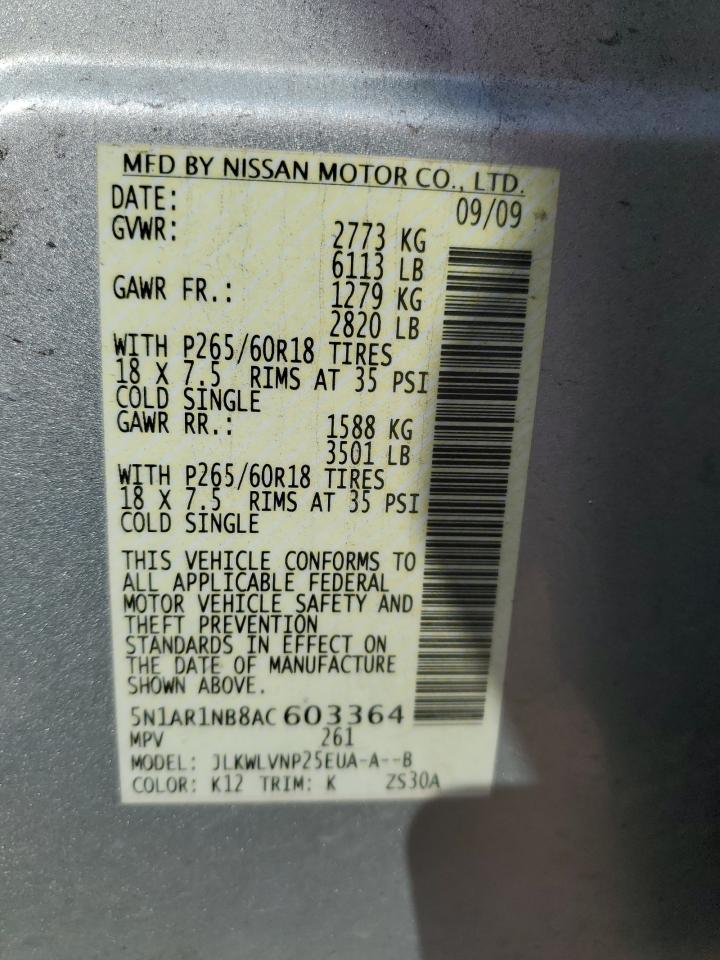 MFD BY NISSAN MOTOR CO., LTD.
DATE: 09/09
GVWR: 2773 KG
6113 LB
GAWR FR.: 1279 KG
2820 LB
WITH P265/60R18 TIRES
18 X 7.5 RIMS AT 35 PSI
COLD SINGLE
GAWR RR.: 1588 KG
3501 LB
WITH P265/60R18 TIRES
18 X 7.5 RIMS AT 35 PSI
COLD SINGLE
THIS VEHICLE CONFORMS TO
ALL APPLICABLE FEDERAL
MOTOR VEHICLE SAFETY AND
THEFT PREVENTION
STANDARDS IN EFFECT ON
THE DATE OF MANUFACTURE
SHOWN ABOVE.
5N1AR1NB8AC 603364
MPV 261
MODEL: JLKWLVNP25EUA-A--B
COLOR: K12 TRIM: K ZS30A